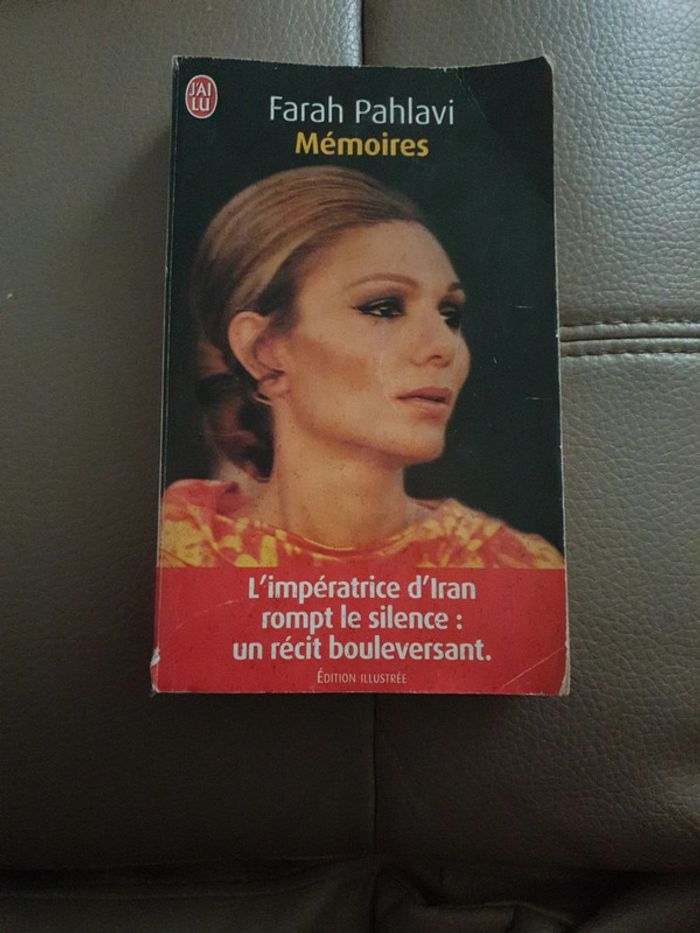 J'AI
LU
Farah Pahlavi
Mémoires
L'impératrice d'Iran
rompt le silence :
un récit bouleversant.
ÉDITION ILLUSTRÉE